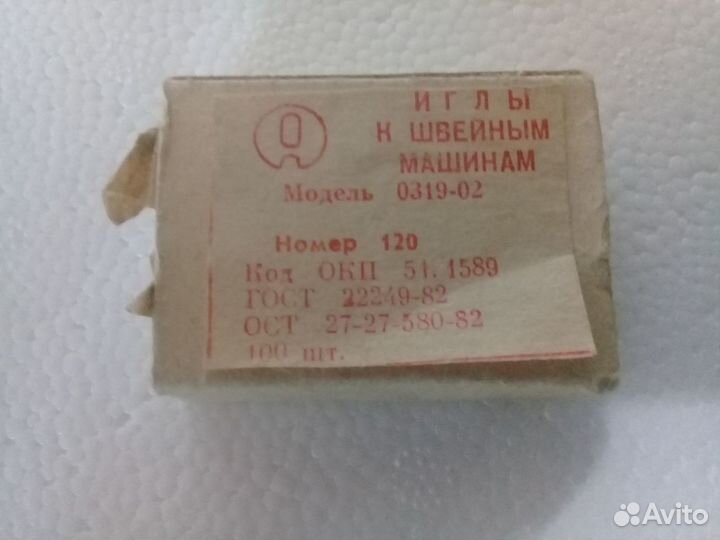 О
ИГЛЫ
К ШВЕЙНЫМ
МАШИНАМ
Модель 0319-02
Номер 120
Код ОКП 51.1589
ГОСТ 22249-82
ОСТ 27-27-580-82
100 шт.
Avito